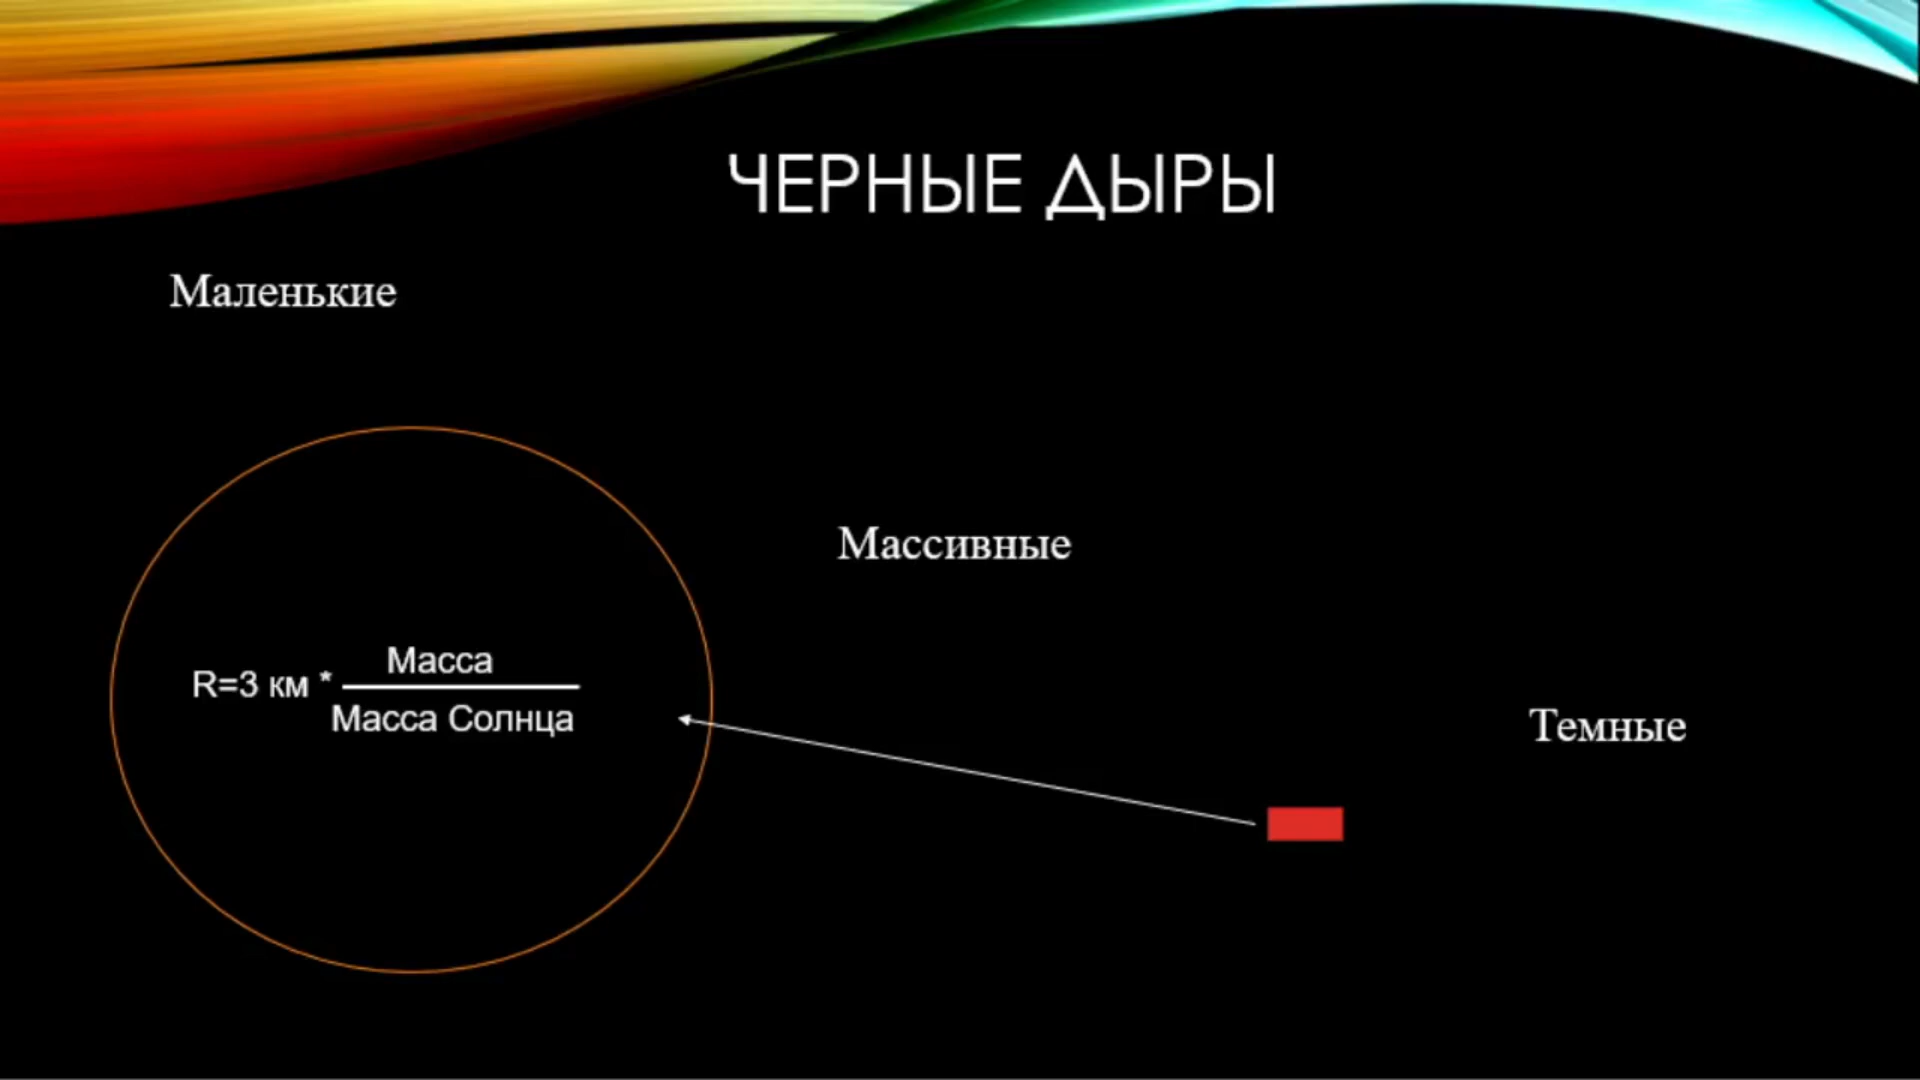 ЧЕРНЫЕ ДЫРЫ
Маленькие
Массивные
R=3 км * Масса
Масса Солнца
Темные